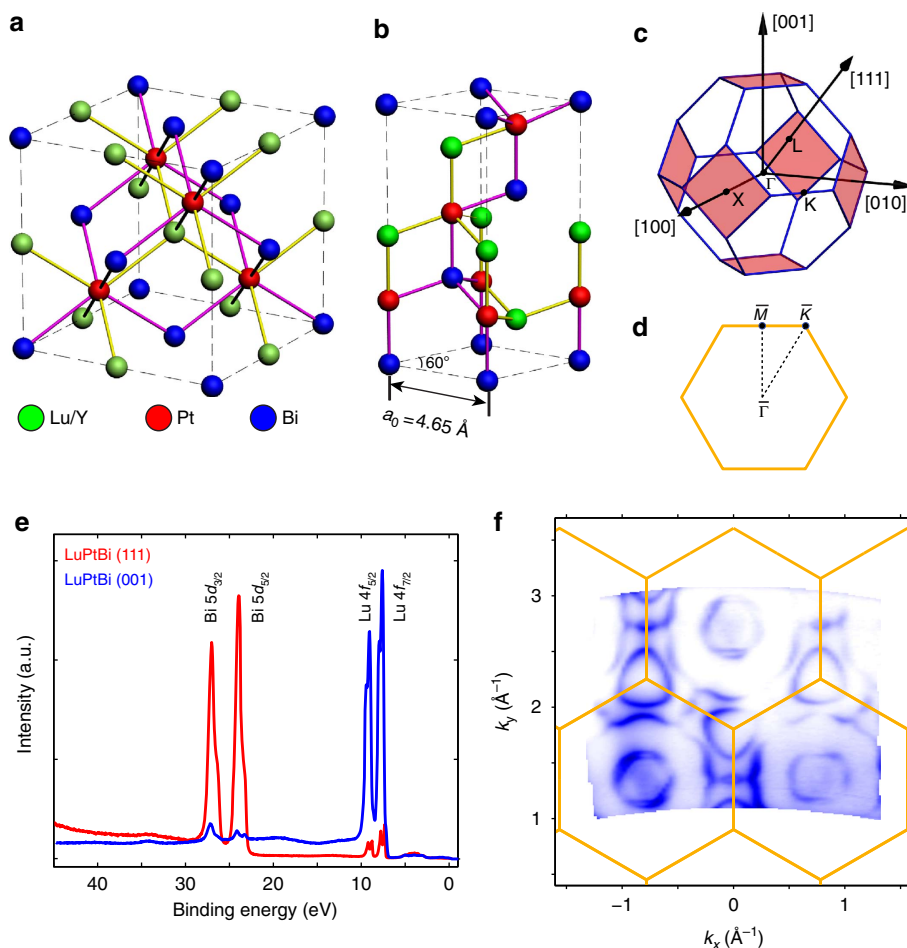 a
b
c
[001]
[111]
L
Γ̄
X
K
[100]
[010]
60°
a₀ = 4.65 Å
Lu/Y
Pt
Bi
d
M̄
K̄
Γ̄
e
LuPtBi (111)
LuPtBi (001)
Bi 5d₃/₂
Bi 5d₅/₂
Lu 4f₅/₂
Lu 4f₇/₂
Intensity (a.u.)
40
30
20
10
0
Binding energy (eV)
f
3
2
1
k_y (Å⁻¹)
−1
0
1
k_x (Å⁻¹)